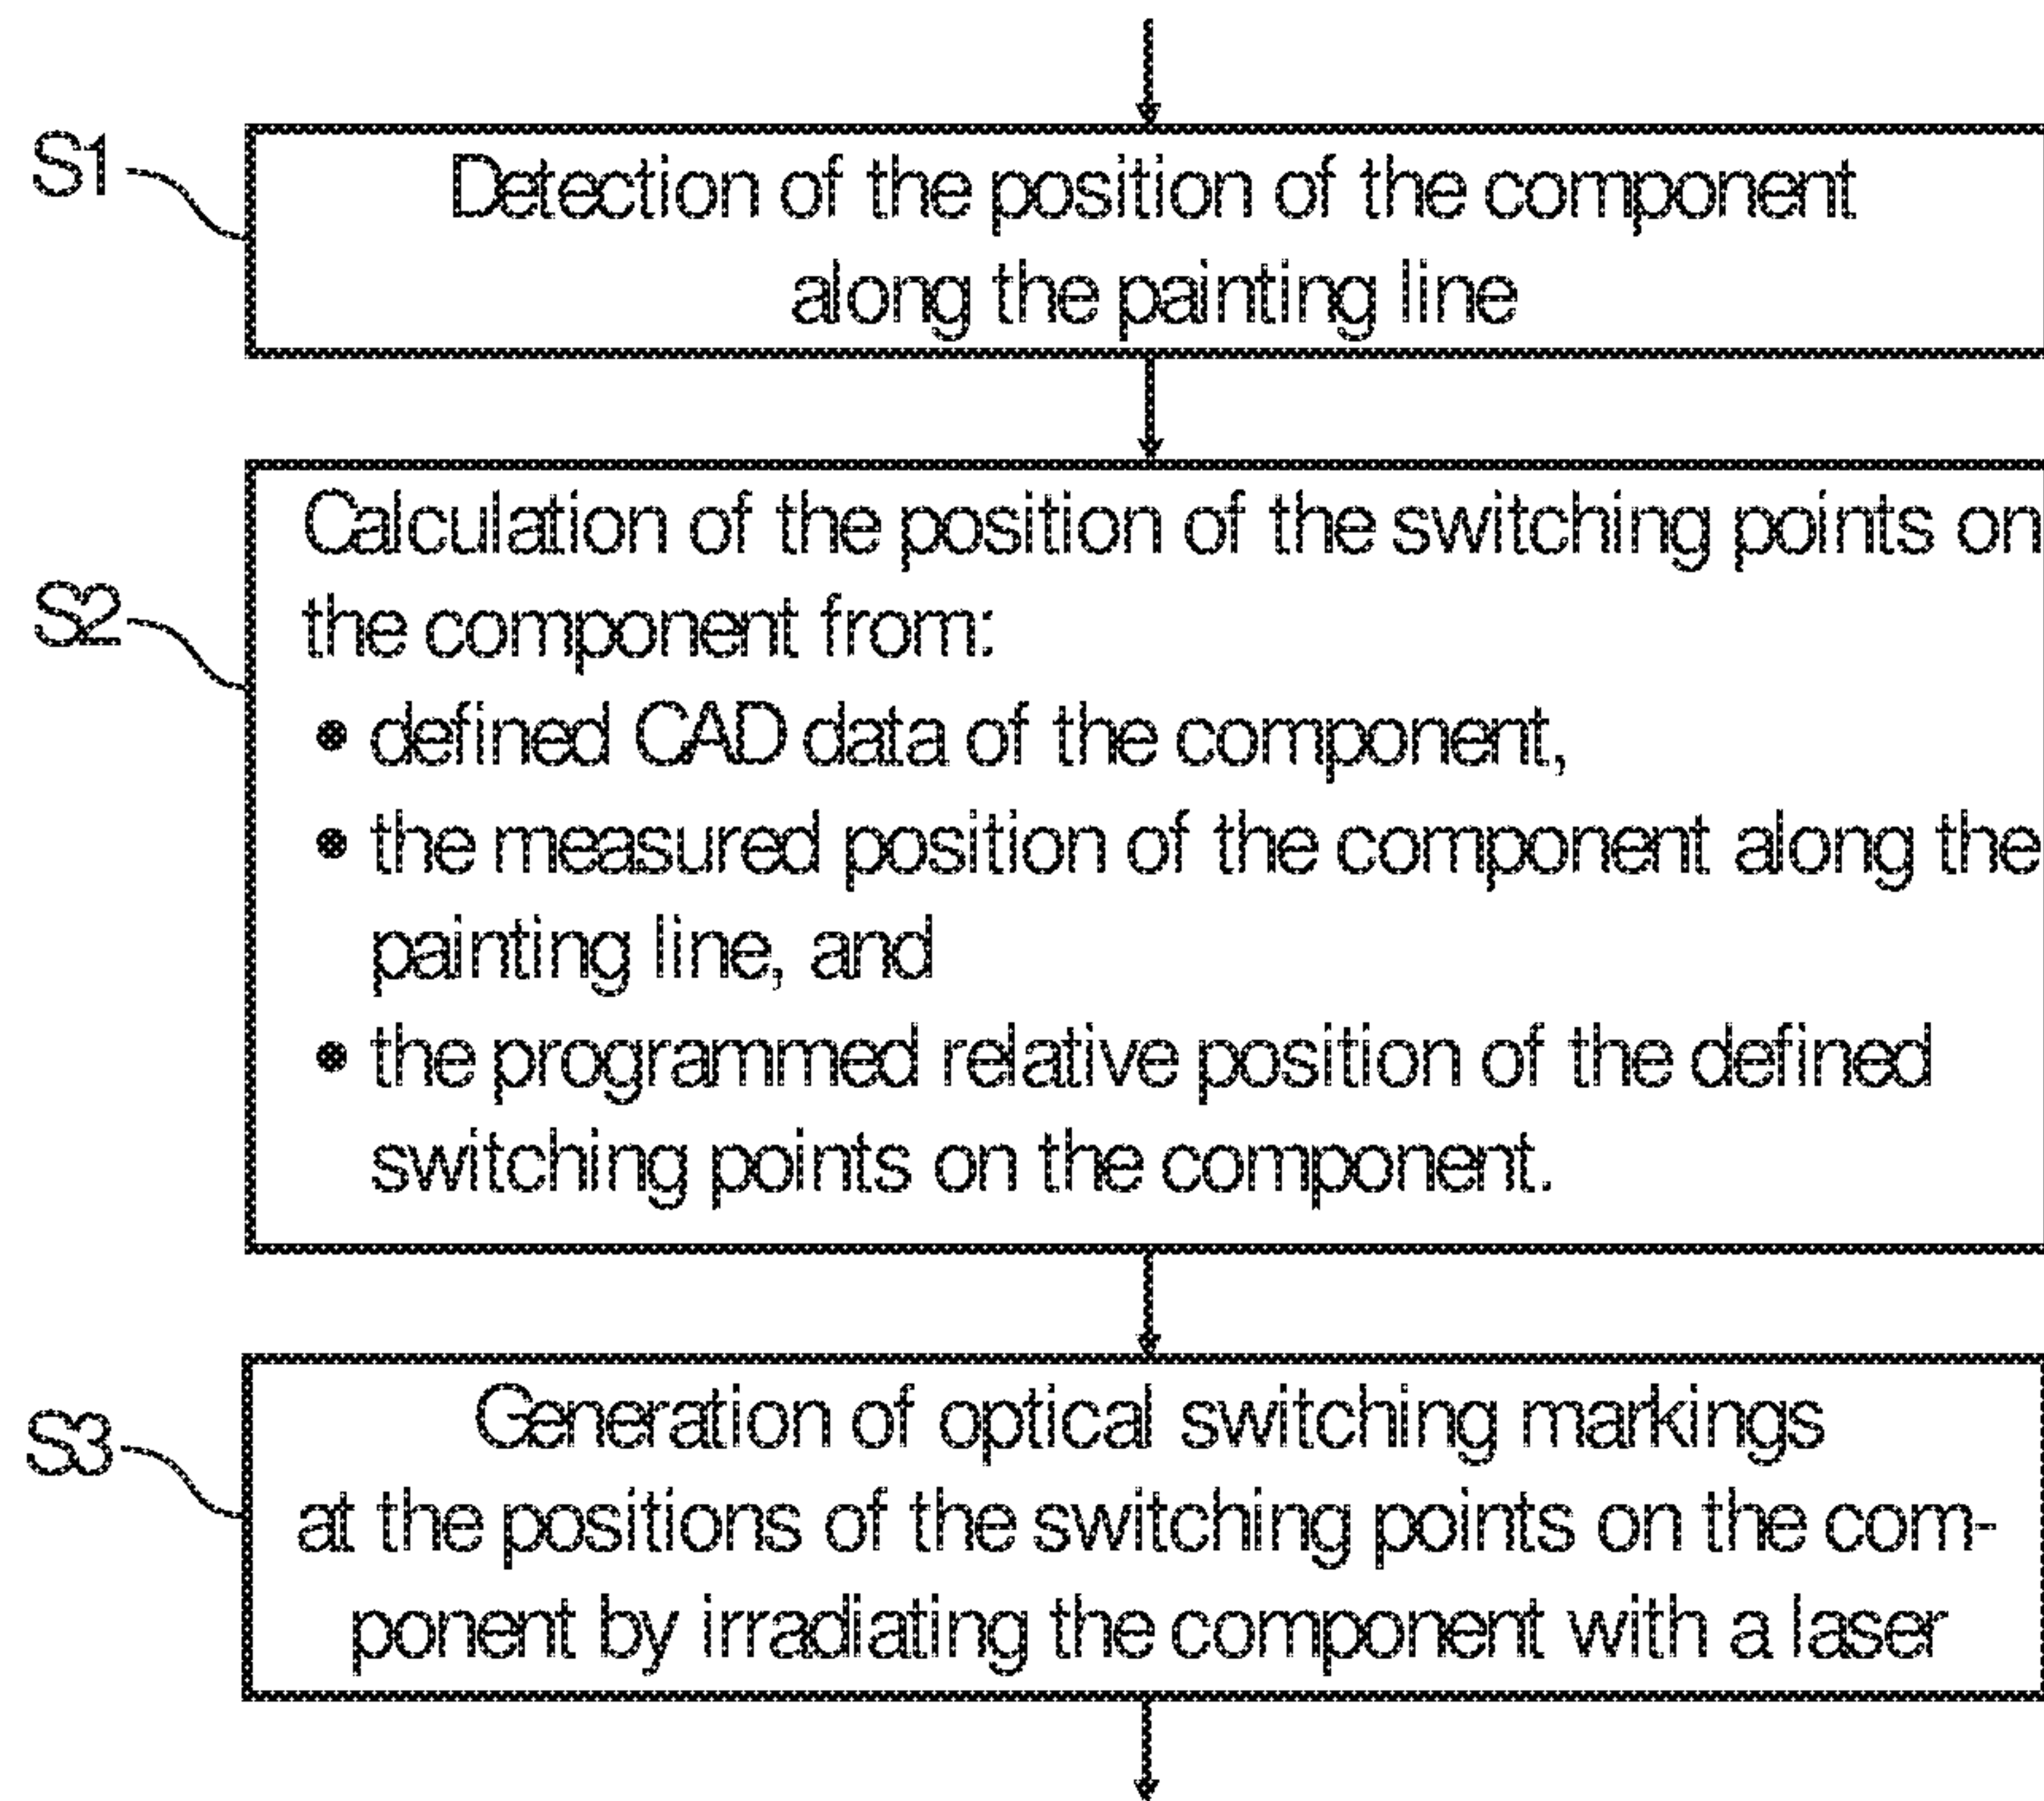 S1
Detection of the position of the component
along the painting line
S2
Calculation of the position of the switching points on
the component from:
• defined CAD data of the component,
• the measured position of the component along the
painting line, and
• the programmed relative position of the defined
switching points on the component.
S3
Generation of optical switching markings
at the positions of the switching points on the com-
ponent by irradiating the component with a laser